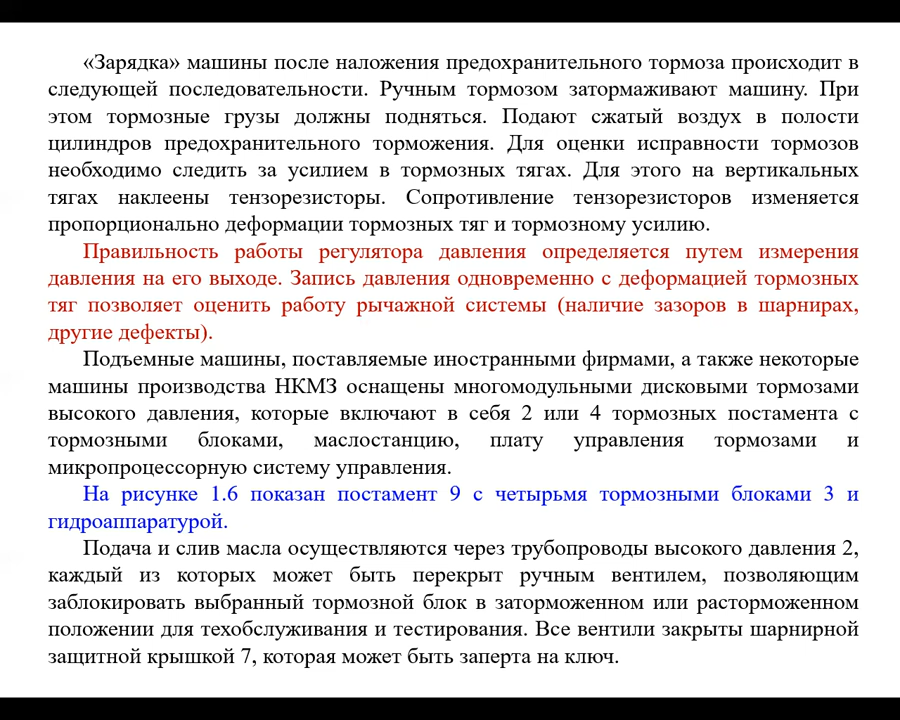 «Зарядка» машины после наложения предохранительного тормоза происходит в
следующей последовательности. Ручным тормозом затормаживают машину. При
этом тормозные грузы должны подняться. Подают сжатый воздух в полости
цилиндров предохранительного торможения. Для оценки исправности тормозов
необходимо следить за усилием в тормозных тягах. Для этого на вертикальных
тягах наклеены тензорезисторы. Сопротивление тензорезисторов изменяется
пропорционально деформации тормозных тяг и тормозному усилию.
Правильность работы регулятора давления определяется путем измерения
давления на его выходе. Запись давления одновременно с деформацией тормозных
тяг позволяет оценить работу рычажной системы (наличие зазоров в шарнирах,
другие дефекты).
Подъемные машины, поставляемые иностранными фирмами, а также некоторые
машины производства НКМЗ оснащены многомодульными дисковыми тормозами
высокого давления, которые включают в себя 2 или 4 тормозных постамента с
тормозными блоками, маслостанцию, плату управления тормозами и
микропроцессорную систему управления.
На рисунке 1.6 показан постамент 9 с четырьмя тормозными блоками 3 и
гидроаппаратурой.
Подача и слив масла осуществляются через трубопроводы высокого давления 2,
каждый из которых может быть перекрыт ручным вентилем, позволяющим
заблокировать выбранный тормозной блок в заторможенном или расторможенном
положении для техобслуживания и тестирования. Все вентили закрыты шарнирной
защитной крышкой 7, которая может быть заперта на ключ.